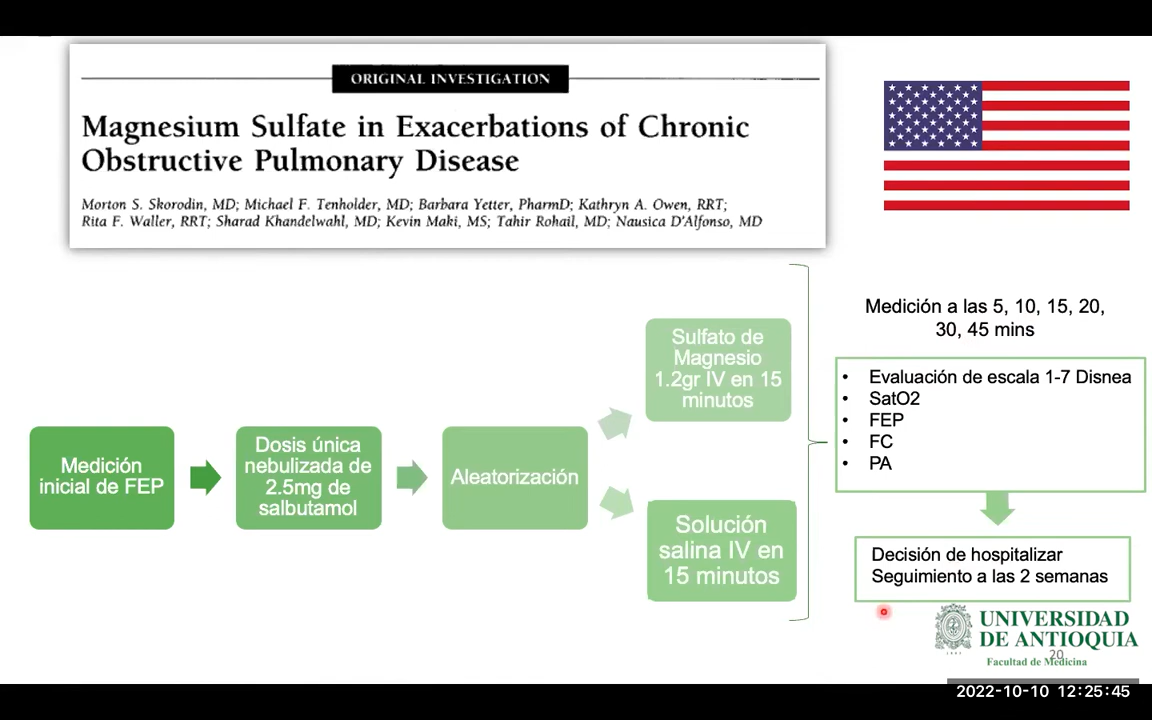 ORIGINAL INVESTIGATION
Magnesium Sulfate in Exacerbations of Chronic
Obstructive Pulmonary Disease
Morton S. Skorodin, MD; Michael F. Tenholder, MD; Barbara Yetter, PharmD; Kathryn A. Owen, RRT;
Rita F. Waller, RRT; Sharad Khandelwahl, MD; Kevin Maki, MS; Tahir Rohail, MD; Nausica D'Alfonso, MD
Medición
inicial de FEP
Dosis única
nebulizada de
2.5mg de
salbutamol
Aleatorización
Sulfato de
Magnesio
1.2gr IV en 15
minutos
Solución
salina IV en
15 minutos
Medición a las 5, 10, 15, 20,
30, 45 mins
• Evaluación de escala 1-7 Disnea
• SatO2
• FEP
• FC
• PA
Decisión de hospitalizar
Seguimiento a las 2 semanas
UNIVERSIDAD
DE ANTIOQUIA
1803
Facultad de Medicina
20
2022-10-10 12:25:45